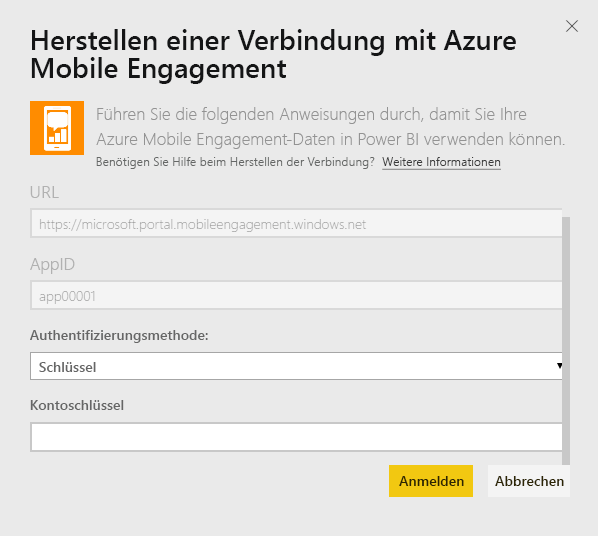 Herstellen einer Verbindung mit Azure
Mobile Engagement
Führen Sie die folgenden Anweisungen durch, damit Sie Ihre
Azure Mobile Engagement-Daten in Power BI verwenden können.
Benötigen Sie Hilfe beim Herstellen der Verbindung? Weitere Informationen
URL
https://microsoft.portal.mobileengagement.windows.net
AppID
app00001
Authentifizierungsmethode:
Schlüssel
Kontoschlüssel
Anmelden Abbrechen